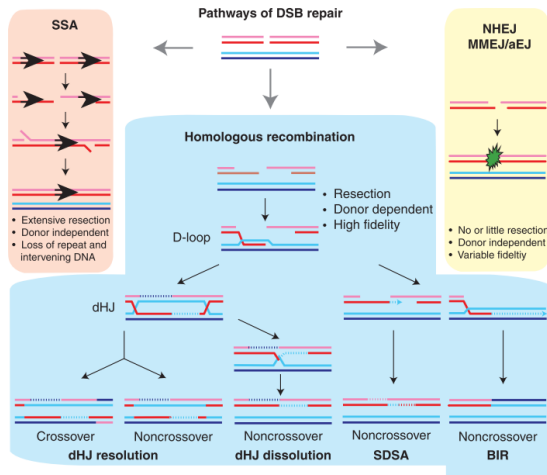 Pathways of DSB repair
SSA
• Extensive resection
• Donor independent
• Loss of repeat and
intervening DNA
NHEJ
MMEJ/aEJ
• No or little resection
• Donor independent
• Variable fideltiy
Homologous recombination
• Resection
• Donor dependent
• High fidelity
D-loop
dHJ
Crossover
Noncrossover
dHJ resolution
Noncrossover
dHJ dissolution
Noncrossover
SDSA
Noncrossover
BIR